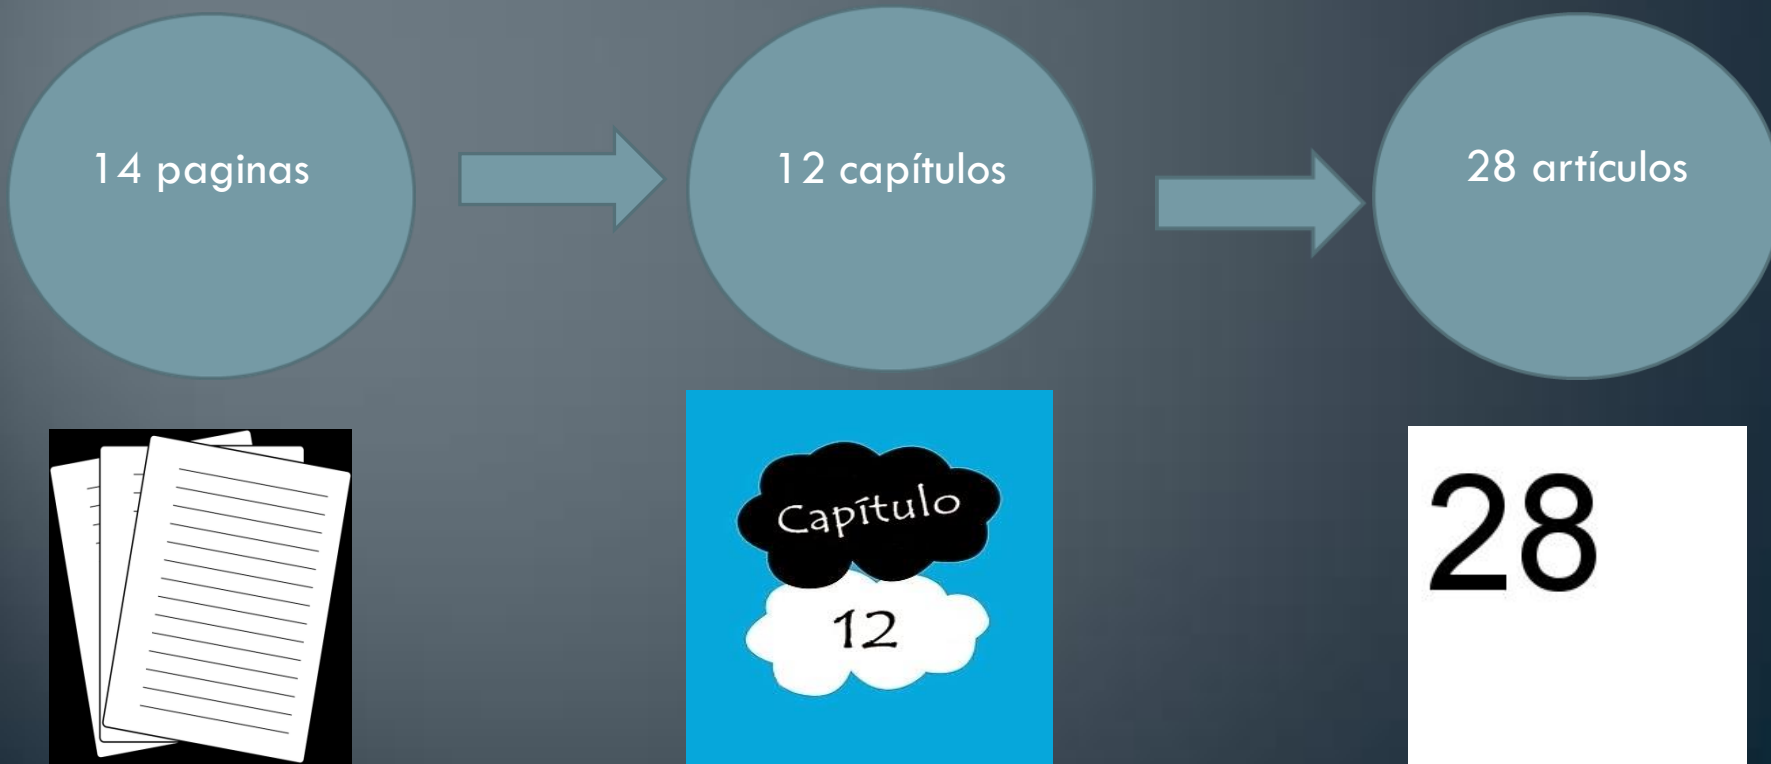 14 paginas
12 capítulos
28 artículos
Capítulo
12
28